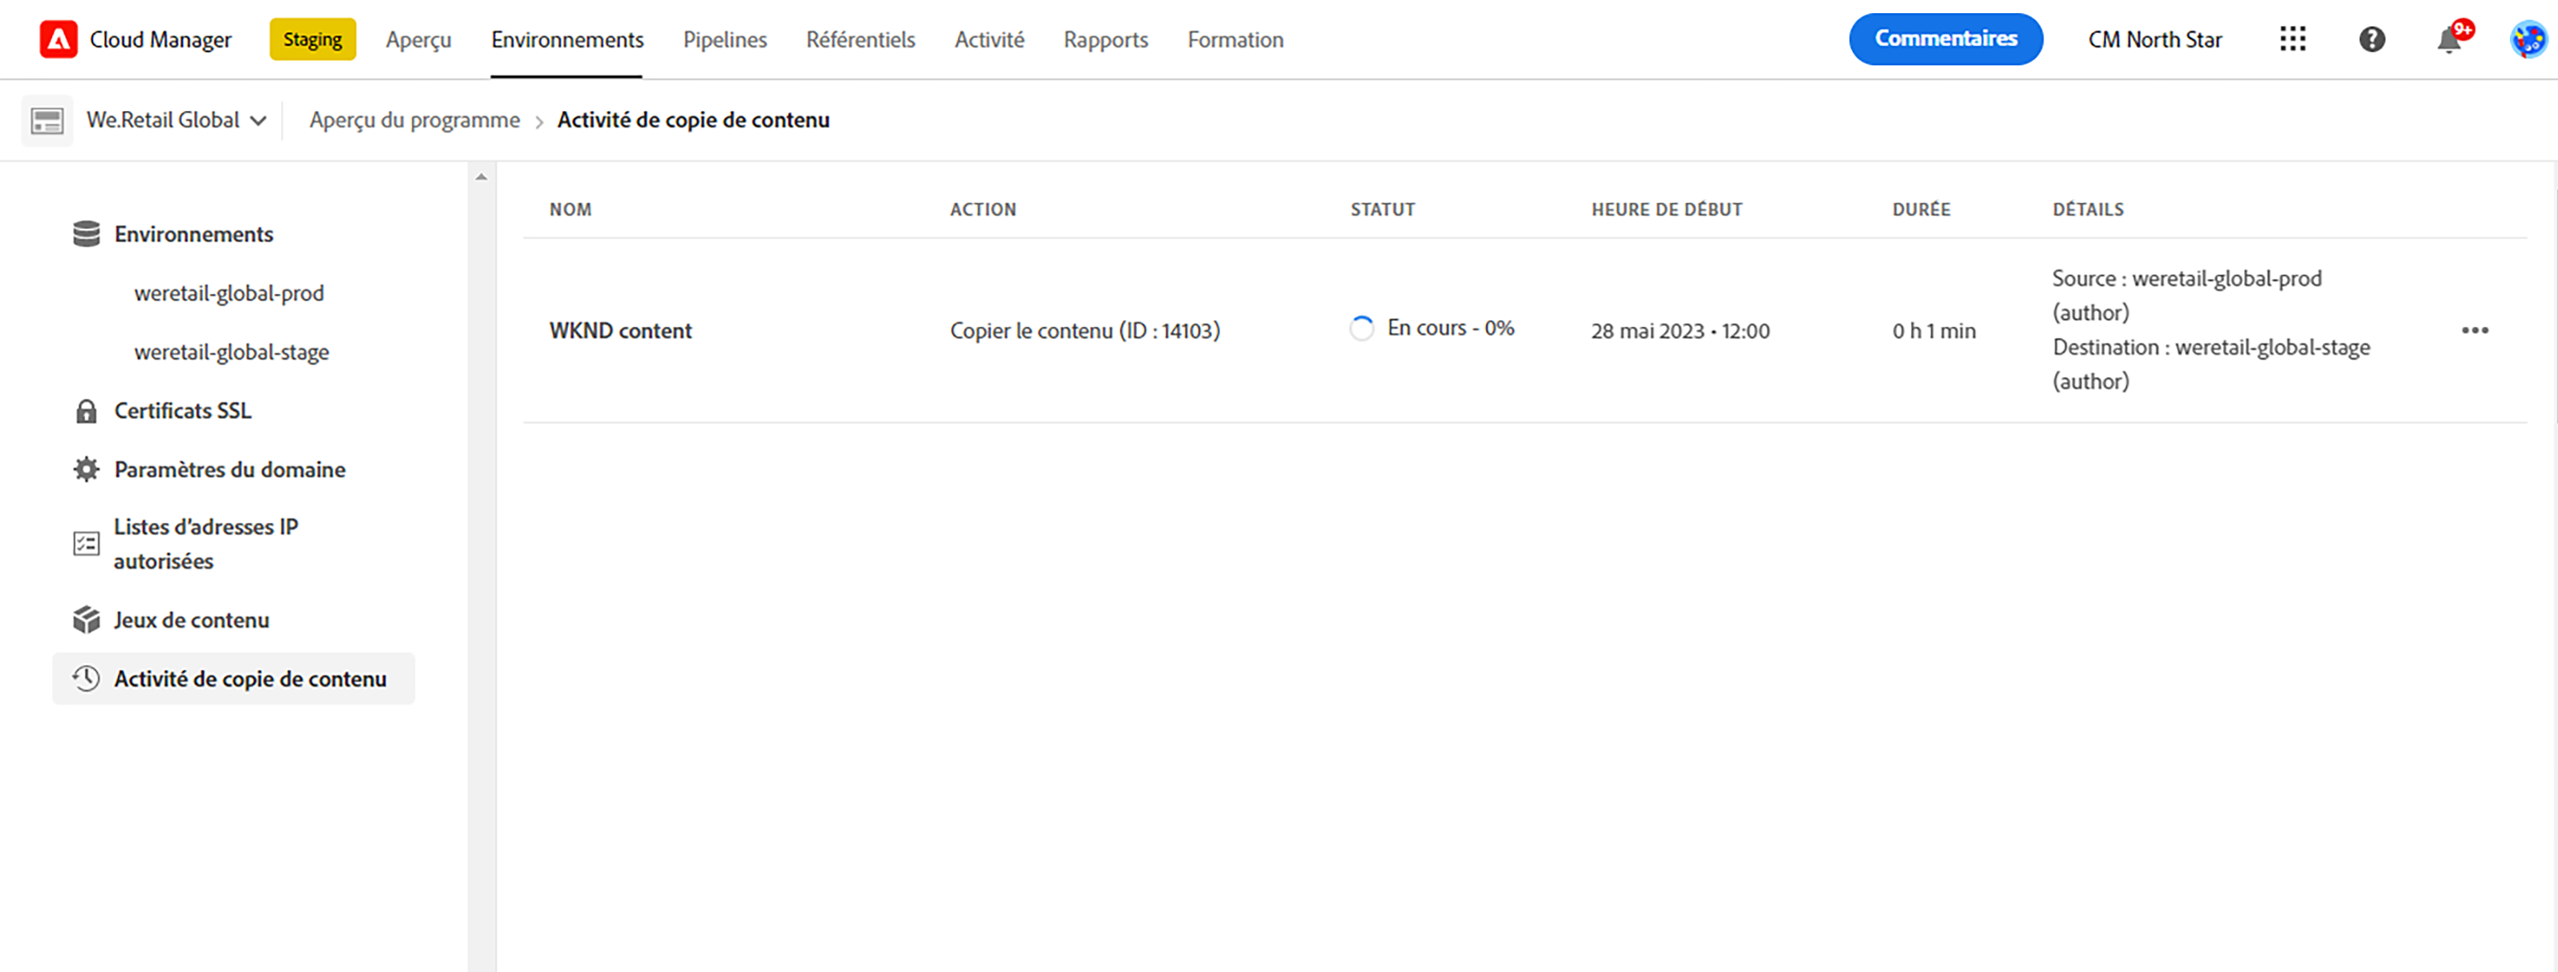 Cloud Manager Staging Aperçu Environnements Pipelines Référentiels Activité Rapports Formation Commentaires CM North Star 9+
We.Retail Global Aperçu du programme > Activité de copie de contenu
Environnements
weretail-global-prod
weretail-global-stage
Certificats SSL
Paramètres du domaine
Listes d'adresses IP
autorisées
Jeux de contenu
Activité de copie de contenu
NOM ACTION STATUT HEURE DE DÉBUT DURÉE DÉTAILS
WKND content Copier le contenu (ID : 14103) En cours - 0% 28 mai 2023 • 12:00 0 h 1 min
Source : weretail-global-prod
(author)
Destination : weretail-global-stage
(author)